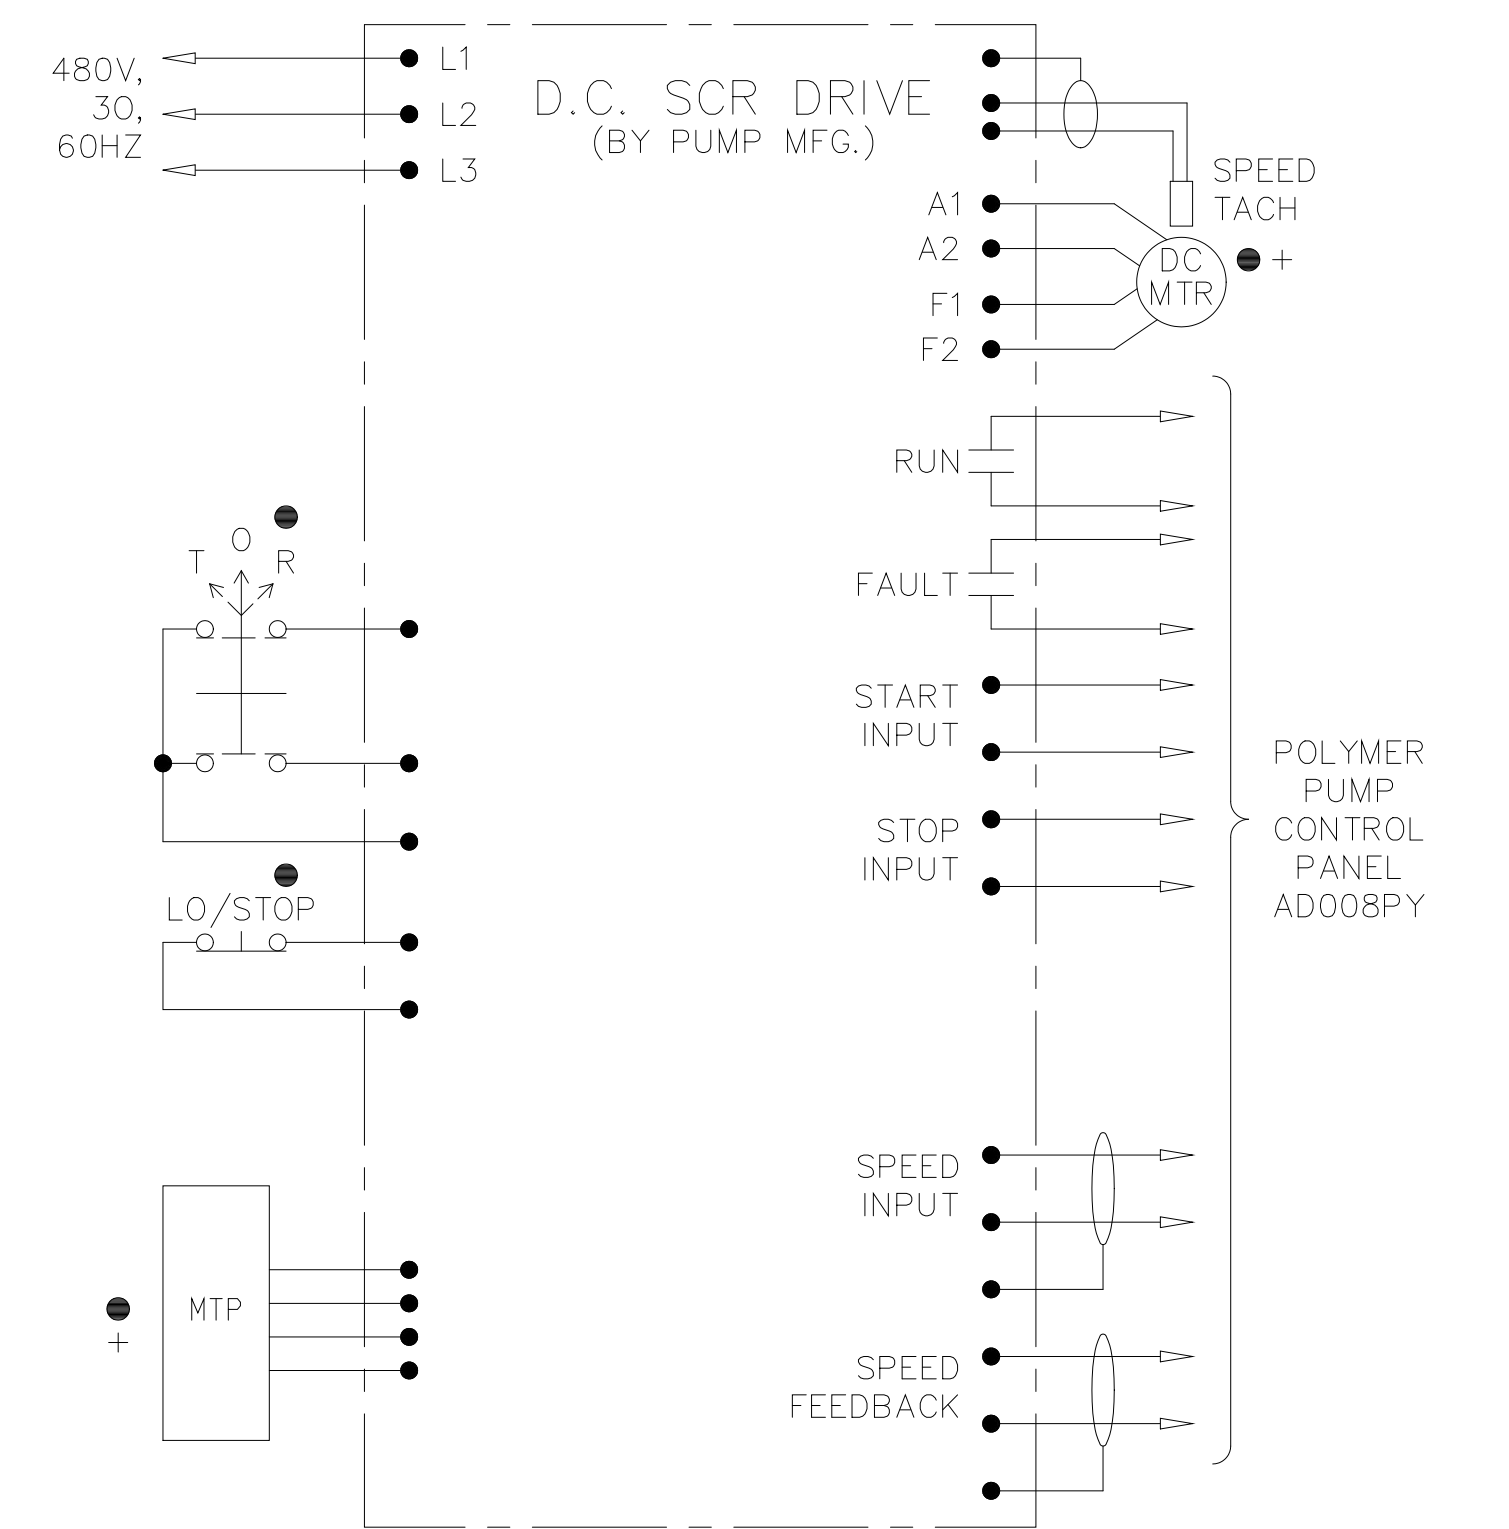 480V,
3O,
60HZ
L1
L2
L3
D.C. SCR DRIVE
(BY PUMP MFG.)
SPEED
TACH
A1
A2
F1
F2
DC
MTR
+
RUN
FAULT
START
INPUT
STOP
INPUT
POLYMER
PUMP
CONTROL
PANEL
AD008PY
T O R
LO/STOP
MTP
+
SPEED
INPUT
SPEED
FEEDBACK